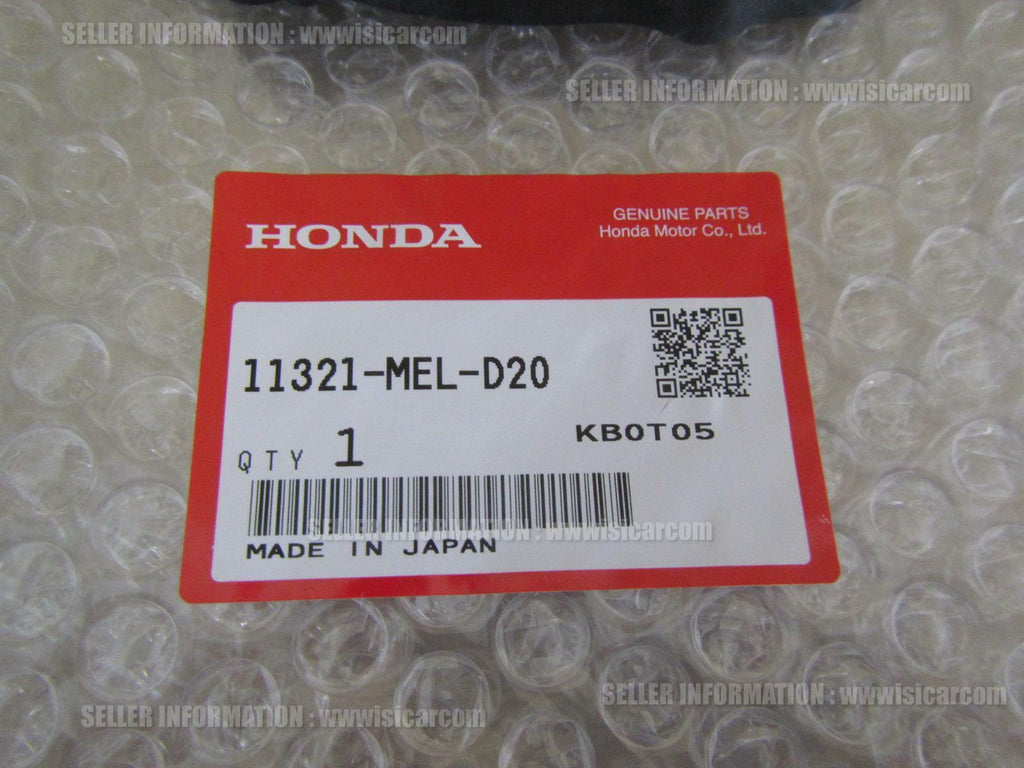 SELLER INFORMATION : wwwisicarcom
SELLER INFORMATION : wwwisicarcom
HONDA
GENUINE PARTS
Honda Motor Co., Ltd.
11321-MEL-D20
KB0T05
QTY 1
SELLER INFORMATION : wwwisicarcom
MADE IN JAPAN
SELLER INFORMATION : wwwisicarcom
SELLER INFORMATION : wwwisicarcom